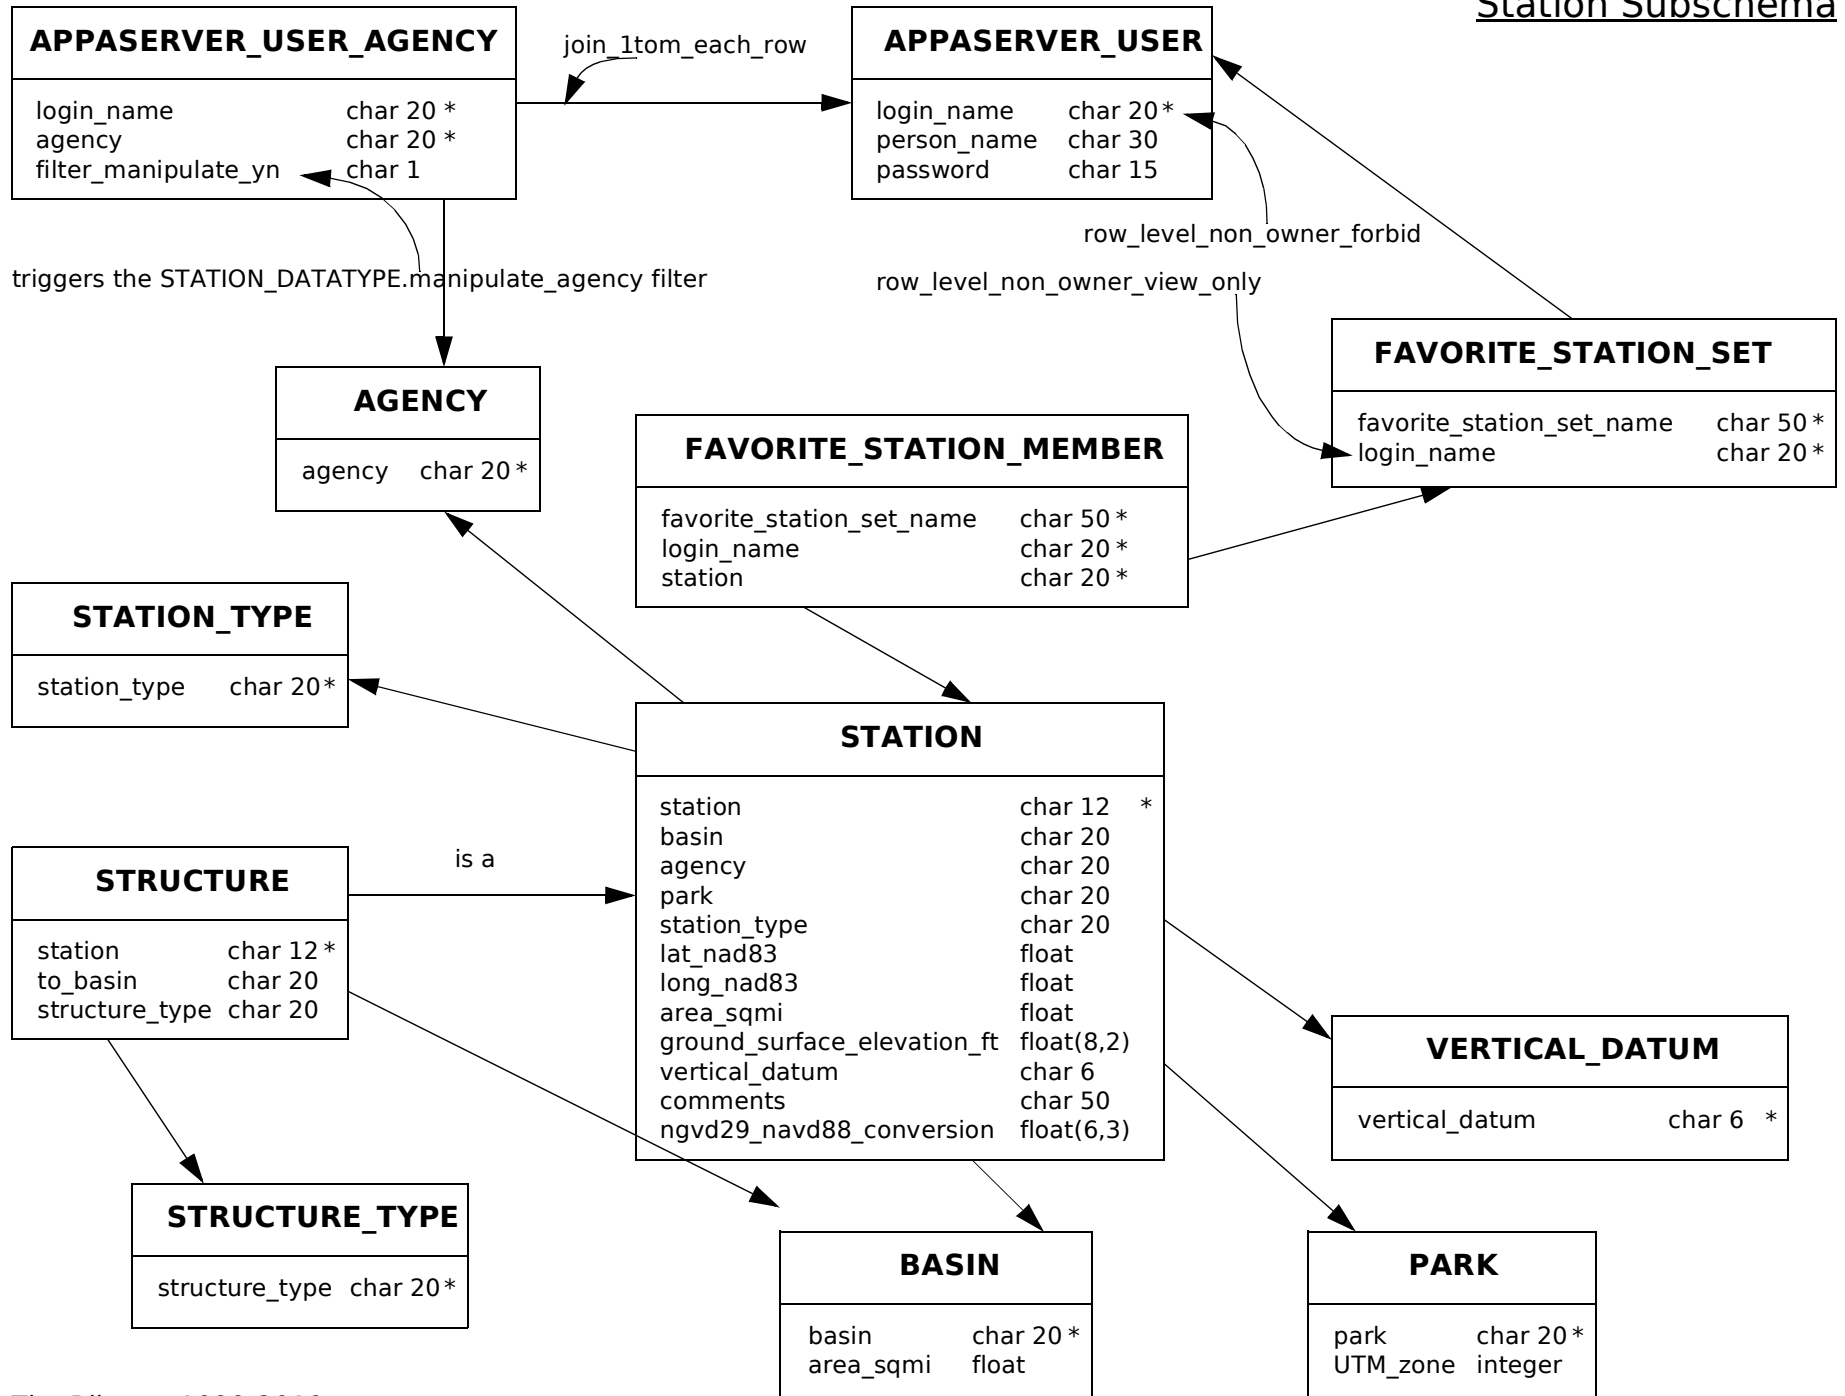 Station Subschema
APPASERVER_USER_AGENCY
login_name char 20 *
agency char 20 *
filter_manipulate_yn char 1
join_1tom_each_row
APPASERVER_USER
login_name char 20 *
person_name char 30
password char 15
triggers the STATION_DATATYPE.manipulate_agency filter
row_level_non_owner_forbid
row_level_non_owner_view_only
FAVORITE_STATION_SET
favorite_station_set_name char 50 *
login_name char 20 *
AGENCY
agency char 20 *
FAVORITE_STATION_MEMBER
favorite_station_set_name char 50 *
login_name char 20 *
station char 20 *
STATION_TYPE
station_type char 20 *
STATION
station char 12 *
basin char 20
agency char 20
park char 20
station_type char 20
lat_nad83 float
long_nad83 float
area_sqmi float
ground_surface_elevation_ft float(8,2)
vertical_datum char 6
comments char 50
ngvd29_navd88_conversion float(6,3)
is a
STRUCTURE
station char 12 *
to_basin char 20
structure_type char 20
VERTICAL_DATUM
vertical_datum char 6 *
STRUCTURE_TYPE
structure_type char 20 *
BASIN
basin char 20 *
area_sqmi float
PARK
park char 20 *
UTM_zone integer